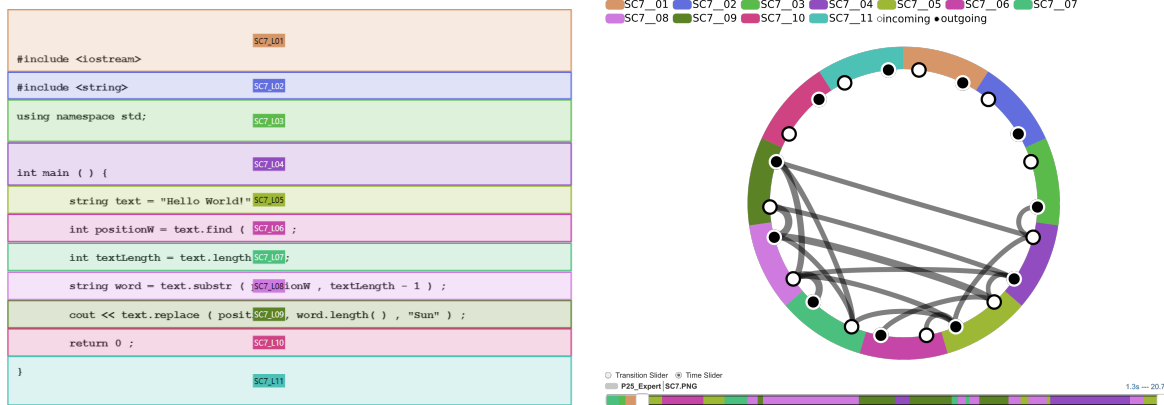 SC7_L01
#include <iostream>
#include <string> SC7_L02
using namespace std; SC7_L03
SC7_L04
int main ( ) {
string text = "Hello World!" SC7_L05
int positionW = text.find ( SC7_L06 ;
int textLength = text.length SC7_L07 ;
string word = text.substr ( SC7_L08 ionW , textLength - 1 ) ;
cout << text.replace ( posit SC7_L09 , word.length( ) , "Sun" ) ;
return 0 ; SC7_L10
} SC7_L11
SC7__01 SC7__02 SC7__03 SC7__04 SC7__05 SC7__06 SC7__07
SC7__08 SC7__09 SC7__10 SC7__11 incoming outgoing
Transition Slider Time Slider
P25_Expert SC7.PNG 1.3s — 20.7